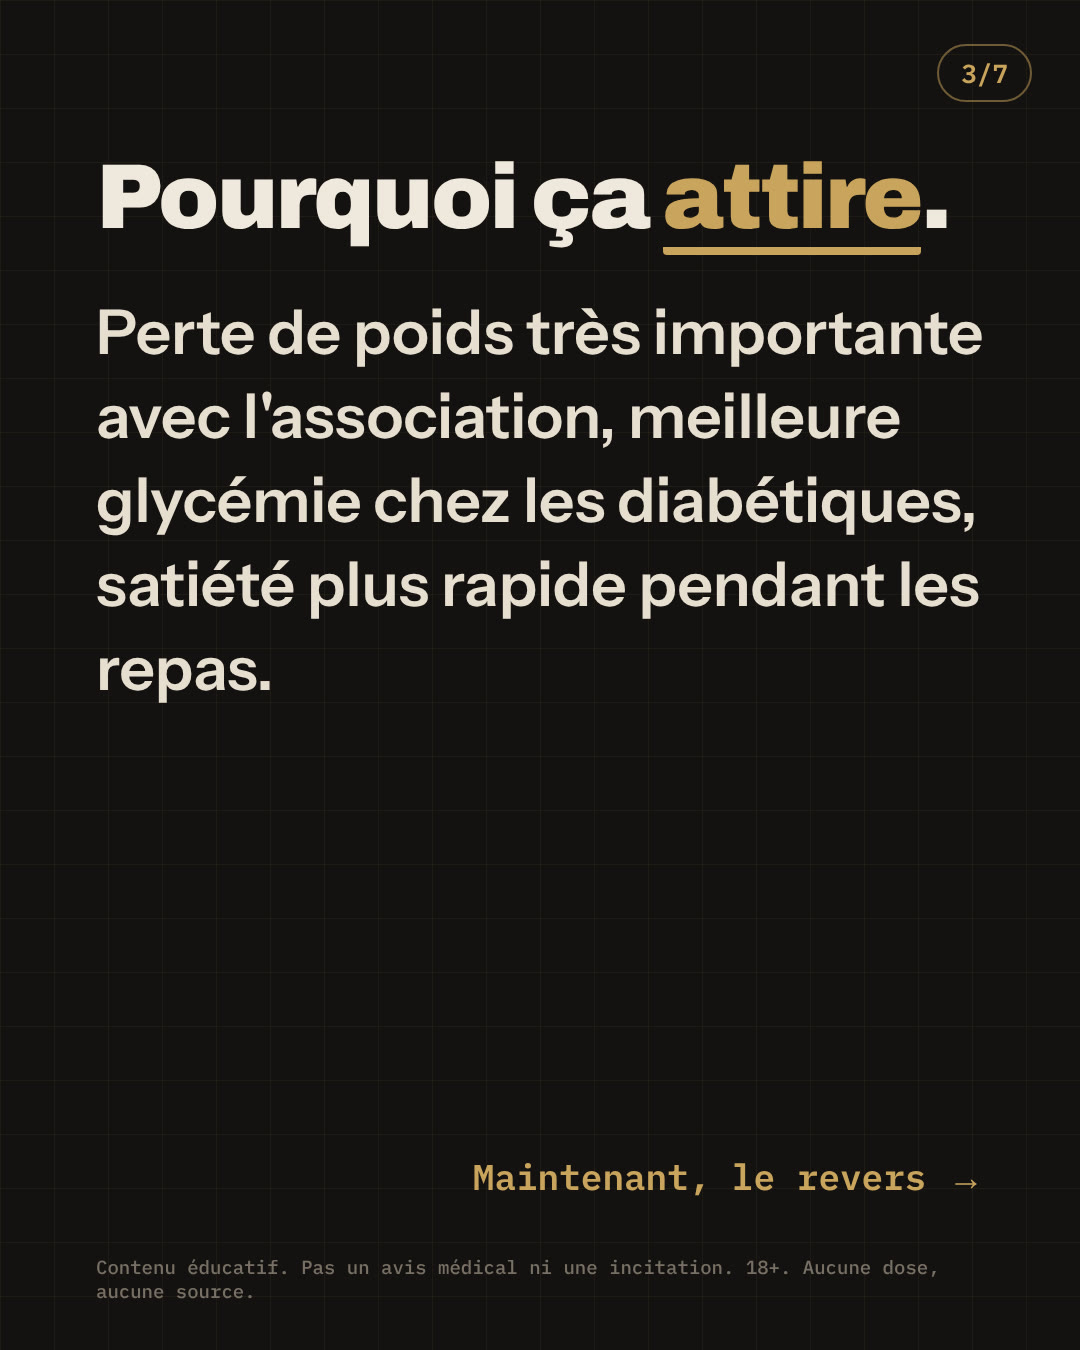 3/7
Pourquoi ça attire.
Perte de poids très importante
avec l'association, meilleure
glycémie chez les diabétiques,
satiété plus rapide pendant les
repas.
Maintenant, le revers →
Contenu éducatif. Pas un avis médical ni une incitation. 18+. Aucune dose,
aucune source.